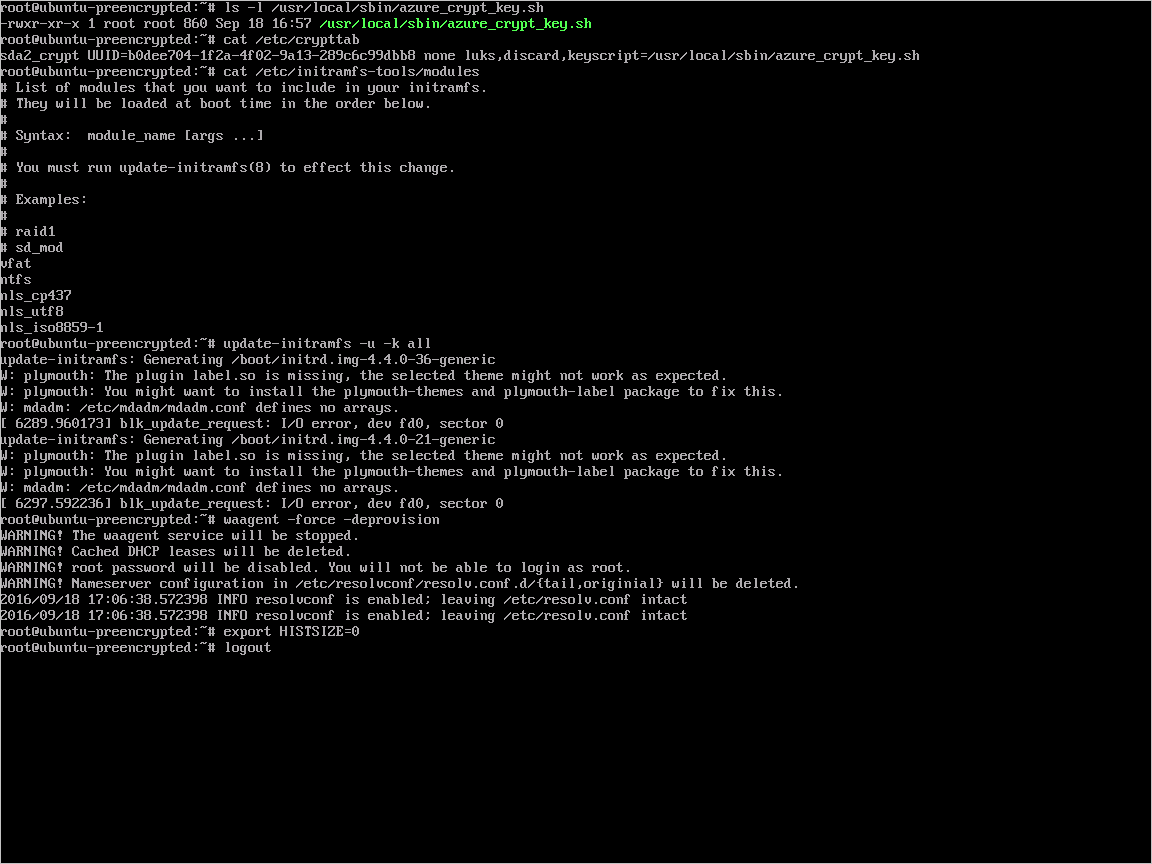 root@ubuntu-preencrypted:~# ls -l /usr/local/sbin/azure_crypt_key.sh
-rwxr-xr-x 1 root root 860 Sep 18 16:57 /usr/local/sbin/azure_crypt_key.sh
root@ubuntu-preencrypted:~# cat /etc/crypttab
sda2_crypt UUID=b0dee704-1f2a-4f02-9a13-289c6c99dbb8 none luks,discard,keyscript=/usr/local/sbin/azure_crypt_key.sh
root@ubuntu-preencrypted:~# cat /etc/initramfs-tools/modules
# List of modules that you want to include in your initramfs.
# They will be loaded at boot time in the order below.
#
# Syntax:  module_name [args ...]
#
# You must run update-initramfs(8) to effect this change.
#
# Examples:
#
# raid1
# sd_mod
vfat
ntfs
nls_cp437
nls_utf8
nls_iso8859-1
root@ubuntu-preencrypted:~# update-initramfs -u -k all
update-initramfs: Generating /boot/initrd.img-4.4.0-36-generic
W: plymouth: The plugin label.so is missing, the selected theme might not work as expected.
W: plymouth: You might want to install the plymouth-themes and plymouth-label package to fix this.
W: mdadm: /etc/mdadm/mdadm.conf defines no arrays.
[ 6289.960173] blk_update_request: I/O error, dev fd0, sector 0
update-initramfs: Generating /boot/initrd.img-4.4.0-21-generic
W: plymouth: The plugin label.so is missing, the selected theme might not work as expected.
W: plymouth: You might want to install the plymouth-themes and plymouth-label package to fix this.
W: mdadm: /etc/mdadm/mdadm.conf defines no arrays.
[ 6297.592236] blk_update_request: I/O error, dev fd0, sector 0
root@ubuntu-preencrypted:~# waagent -force -deprovision
WARNING! The waagent service will be stopped.
WARNING! Cached DHCP leases will be deleted.
WARNING! root password will be disabled. You will not be able to login as root.
WARNING! Nameserver configuration in /etc/resolvconf/resolv.conf.d/{tail,originial} will be deleted.
2016/09/18 17:06:38.572398 INFO resolvconf is enabled; leaving /etc/resolv.conf intact
2016/09/18 17:06:38.572398 INFO resolvconf is enabled; leaving /etc/resolv.conf intact
root@ubuntu-preencrypted:~# export HISTSIZE=0
root@ubuntu-preencrypted:~# logout